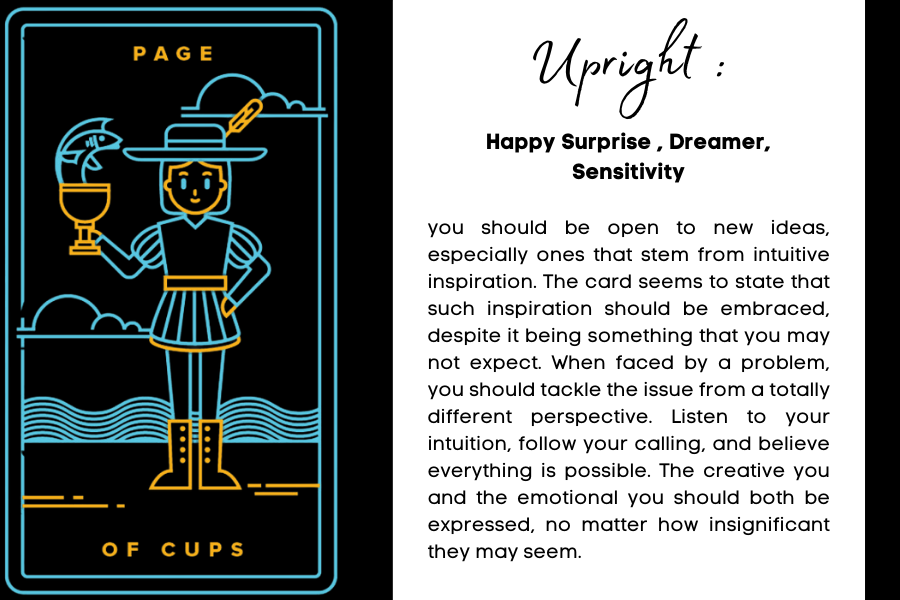 PAGE
OF CUPS
Upright :
Happy Surprise , Dreamer,
Sensitivity
you should be open to new ideas,
especially ones that stem from intuitive
inspiration. The card seems to state that
such inspiration should be embraced,
despite it being something that you may
not expect. When faced by a problem,
you should tackle the issue from a totally
different perspective. Listen to your
intuition, follow your calling, and believe
everything is possible. The creative you
and the emotional you should both be
expressed, no matter how insignificant
they may seem.